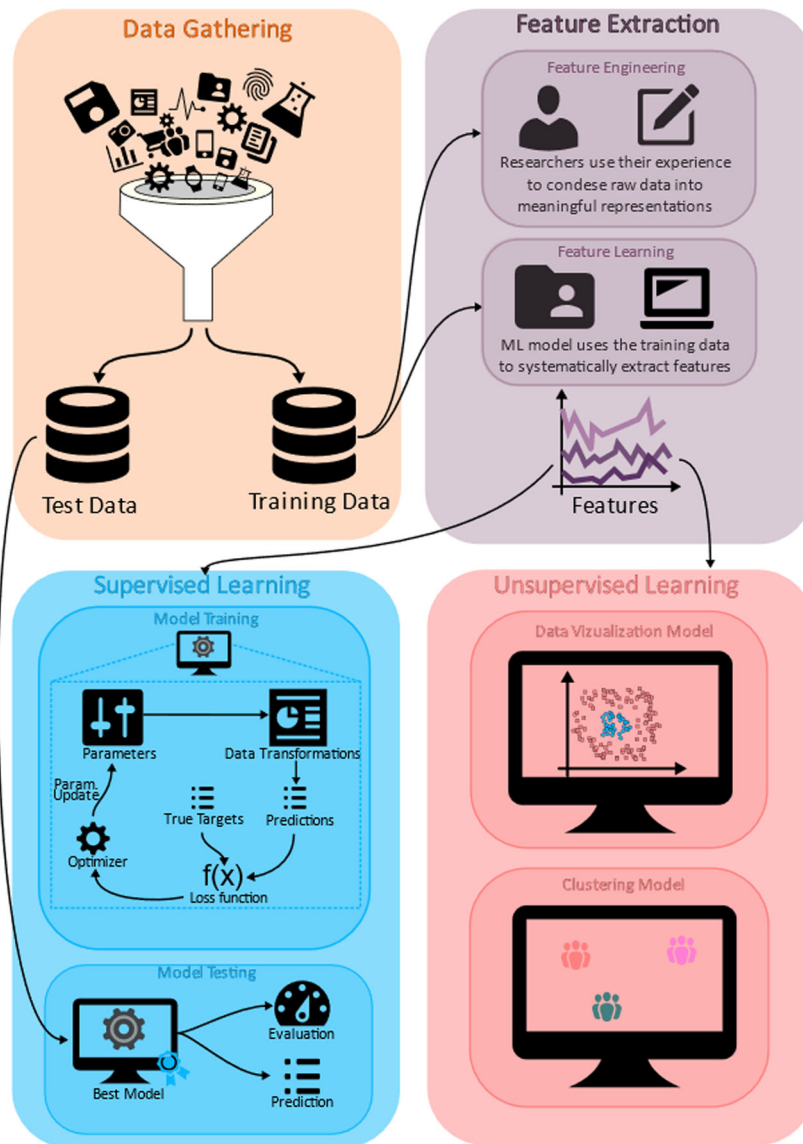 Data Gathering
Test Data
Training Data
Feature Extraction
Feature Engineering
Researchers use their experience
to condese raw data into
meaningful representations
Feature Learning
ML model uses the training data
to systematically extract features
Features
Supervised Learning
Model Training
Parameters
Data Transformations
Param.
Update
True Targets
Predictions
Optimizer
f(x)
Loss function
Model Testing
Best Model
Evaluation
Prediction
Unsupervised Learning
Data Vizualization Model
Clustering Model